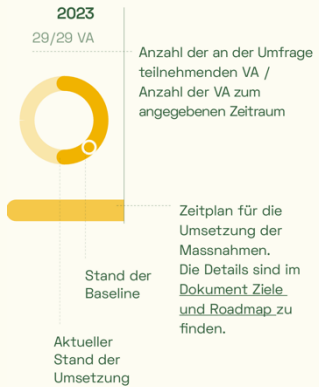 2023
29/29 VA
Anzahl der an der Umfrage
teilnehmenden VA /
Anzahl der VA zum
angegebenen Zeitraum
Zeitplan für die
Umsetzung der
Massnahmen.
Die Details sind im
Dokument Ziele
und Roadmap zu
finden.
Stand der
Baseline
Aktueller
Stand der
Umsetzung